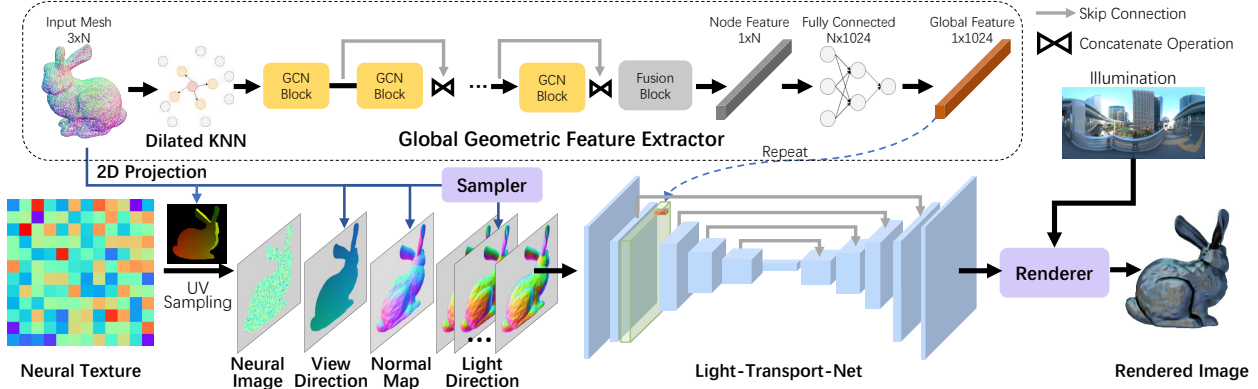 Input Mesh
3xN
Dilated KNN
GCN
Block
GCN
Block
...
GCN
Block
Fusion
Block
Node Feature
1xN
Fully Connected
Nx1024
Global Feature
1x1024
Skip Connection
Concatenate Operation
Global Geometric Feature Extractor
Illumination
2D Projection
Sampler
Repeat
UV
Sampling
Renderer
...
Neural Texture
Neural
Image
View
Direction
Normal
Map
Light
Direction
Light-Transport-Net
Rendered Image